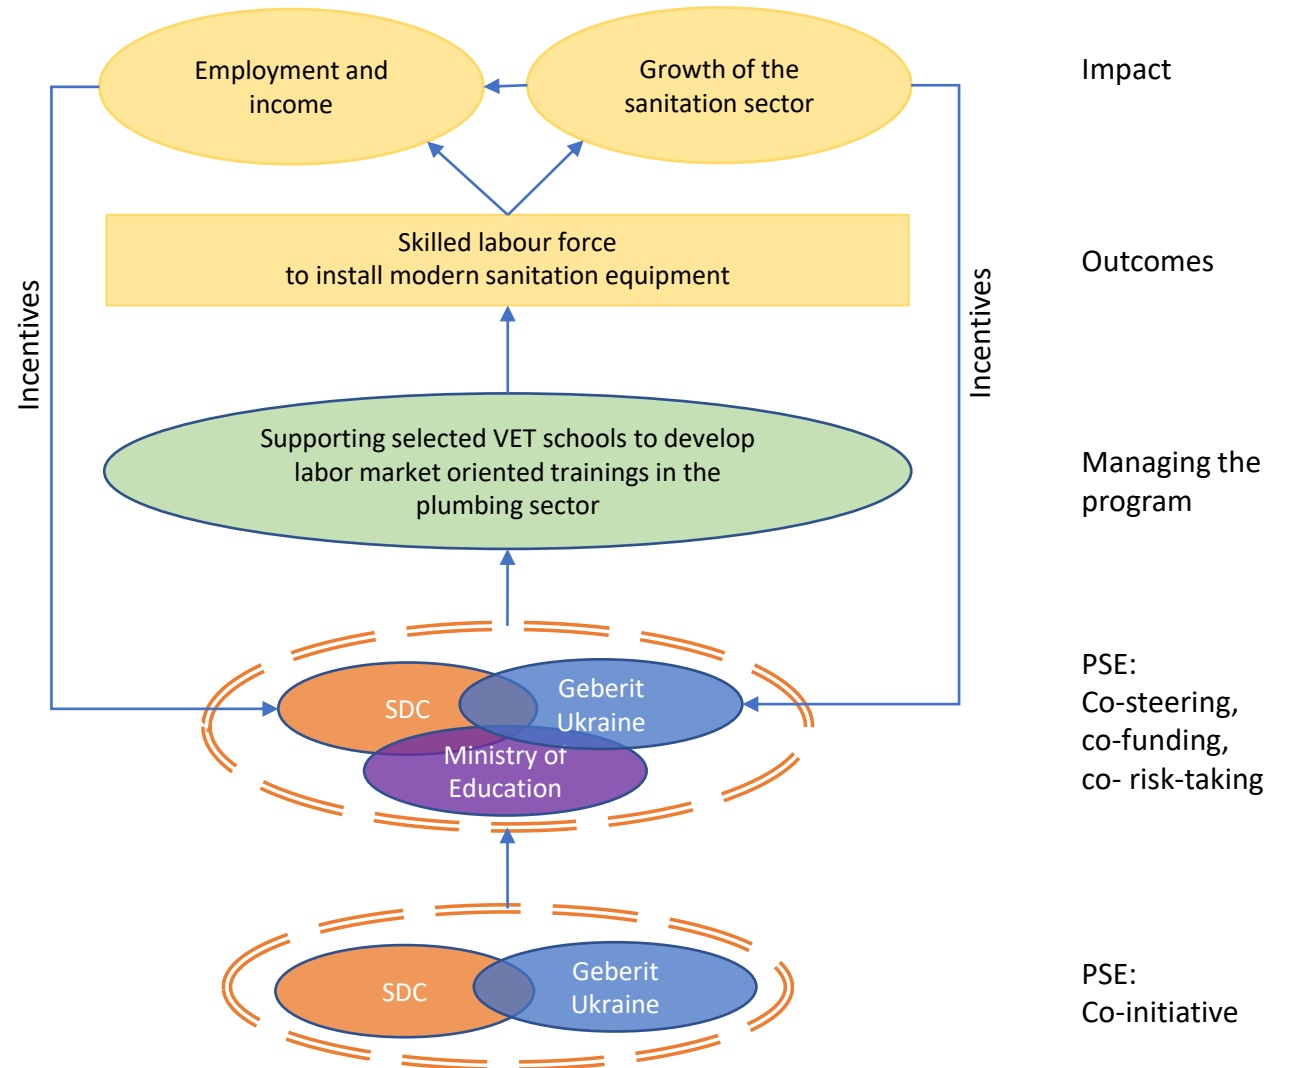 Employment and
income
Growth of the
sanitation sector
Impact
Skilled labour force
to install modern sanitation equipment
Outcomes
Incentives
Incentives
Supporting selected VET schools to develop
labor market oriented trainings in the
plumbing sector
Managing the
program
SDC
Geberit
Ukraine
Ministry of
Education
PSE:
Co-steering,
co-funding,
co- risk-taking
SDC
Geberit
Ukraine
PSE:
Co-initiative